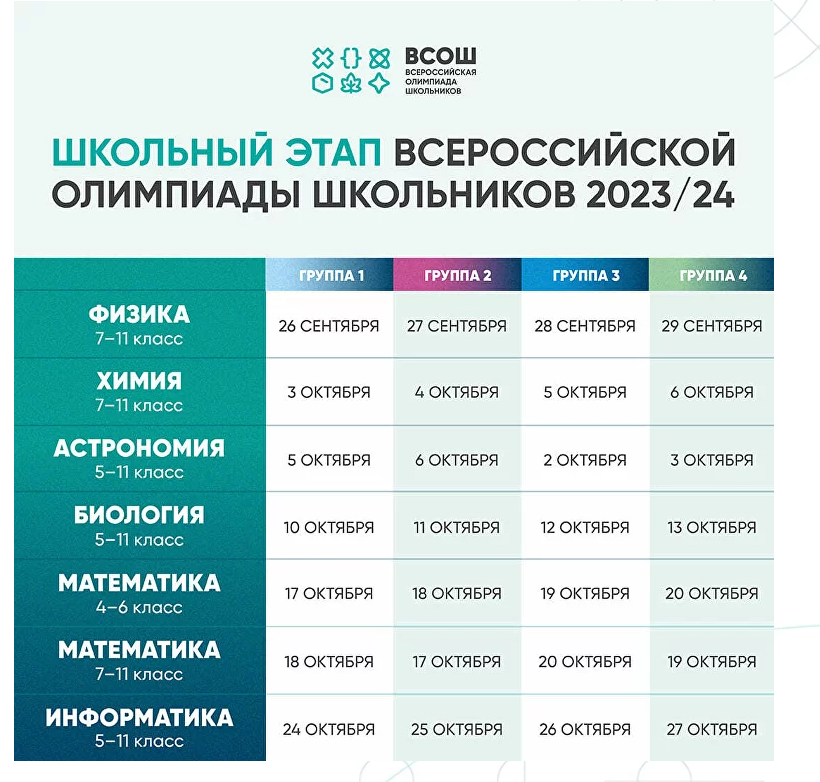 ВСОШ
ВСЕРОССИЙСКАЯ
ОЛИМПИАДА
ШКОЛЬНИКОВ
ШКОЛЬНЫЙ ЭТАП ВСЕРОССИЙСКОЙ
ОЛИМПИАДЫ ШКОЛЬНИКОВ 2023/24
ГРУППА 1 ГРУППА 2 ГРУППА 3 ГРУППА 4
ФИЗИКА
7–11 класс
26 СЕНТЯБРЯ 27 СЕНТЯБРЯ 28 СЕНТЯБРЯ 29 СЕНТЯБРЯ
ХИМИЯ
7–11 класс
3 ОКТЯБРЯ 4 ОКТЯБРЯ 5 ОКТЯБРЯ 6 ОКТЯБРЯ
АСТРОНОМИЯ
5–11 класс
5 ОКТЯБРЯ 6 ОКТЯБРЯ 2 ОКТЯБРЯ 3 ОКТЯБРЯ
БИОЛОГИЯ
5–11 класс
10 ОКТЯБРЯ 11 ОКТЯБРЯ 12 ОКТЯБРЯ 13 ОКТЯБРЯ
МАТЕМАТИКА
4–6 класс
17 ОКТЯБРЯ 18 ОКТЯБРЯ 19 ОКТЯБРЯ 20 ОКТЯБРЯ
МАТЕМАТИКА
7–11 класс
18 ОКТЯБРЯ 17 ОКТЯБРЯ 20 ОКТЯБРЯ 19 ОКТЯБРЯ
ИНФОРМАТИКА
5–11 класс
24 ОКТЯБРЯ 25 ОКТЯБРЯ 26 ОКТЯБРЯ 27 ОКТЯБРЯ